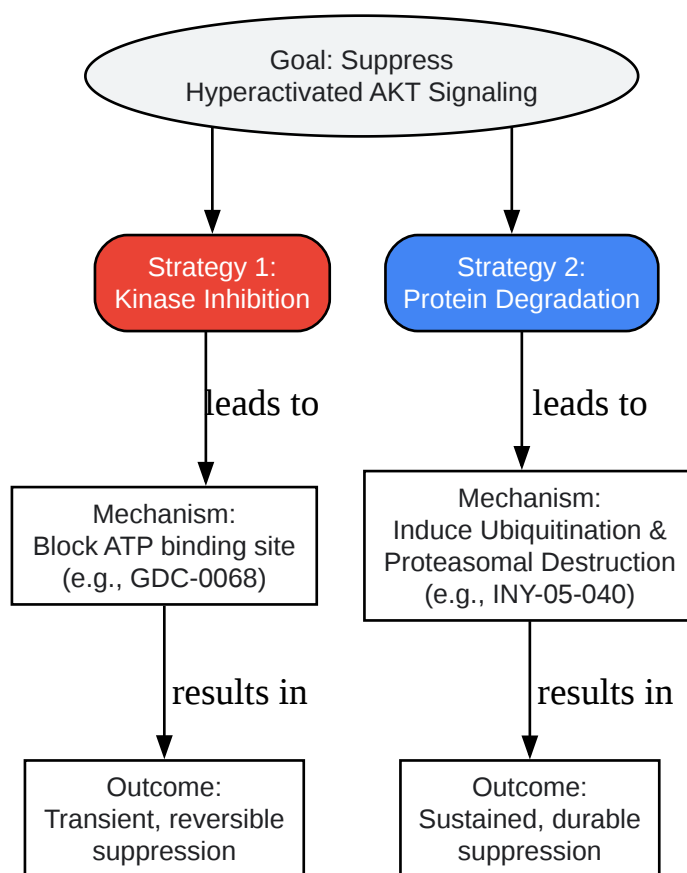 Goal: Suppress
Hyperactivated AKT Signaling
Strategy 1:
Kinase Inhibition
Strategy 2:
Protein Degradation
leads to
leads to
Mechanism:
Block ATP binding site
(e.g., GDC-0068)
Mechanism:
Induce Ubiquitination &
Proteasomal Destruction
(e.g., INY-05-040)
results in
results in
Outcome:
Transient, reversible
suppression
Outcome:
Sustained, durable
suppression